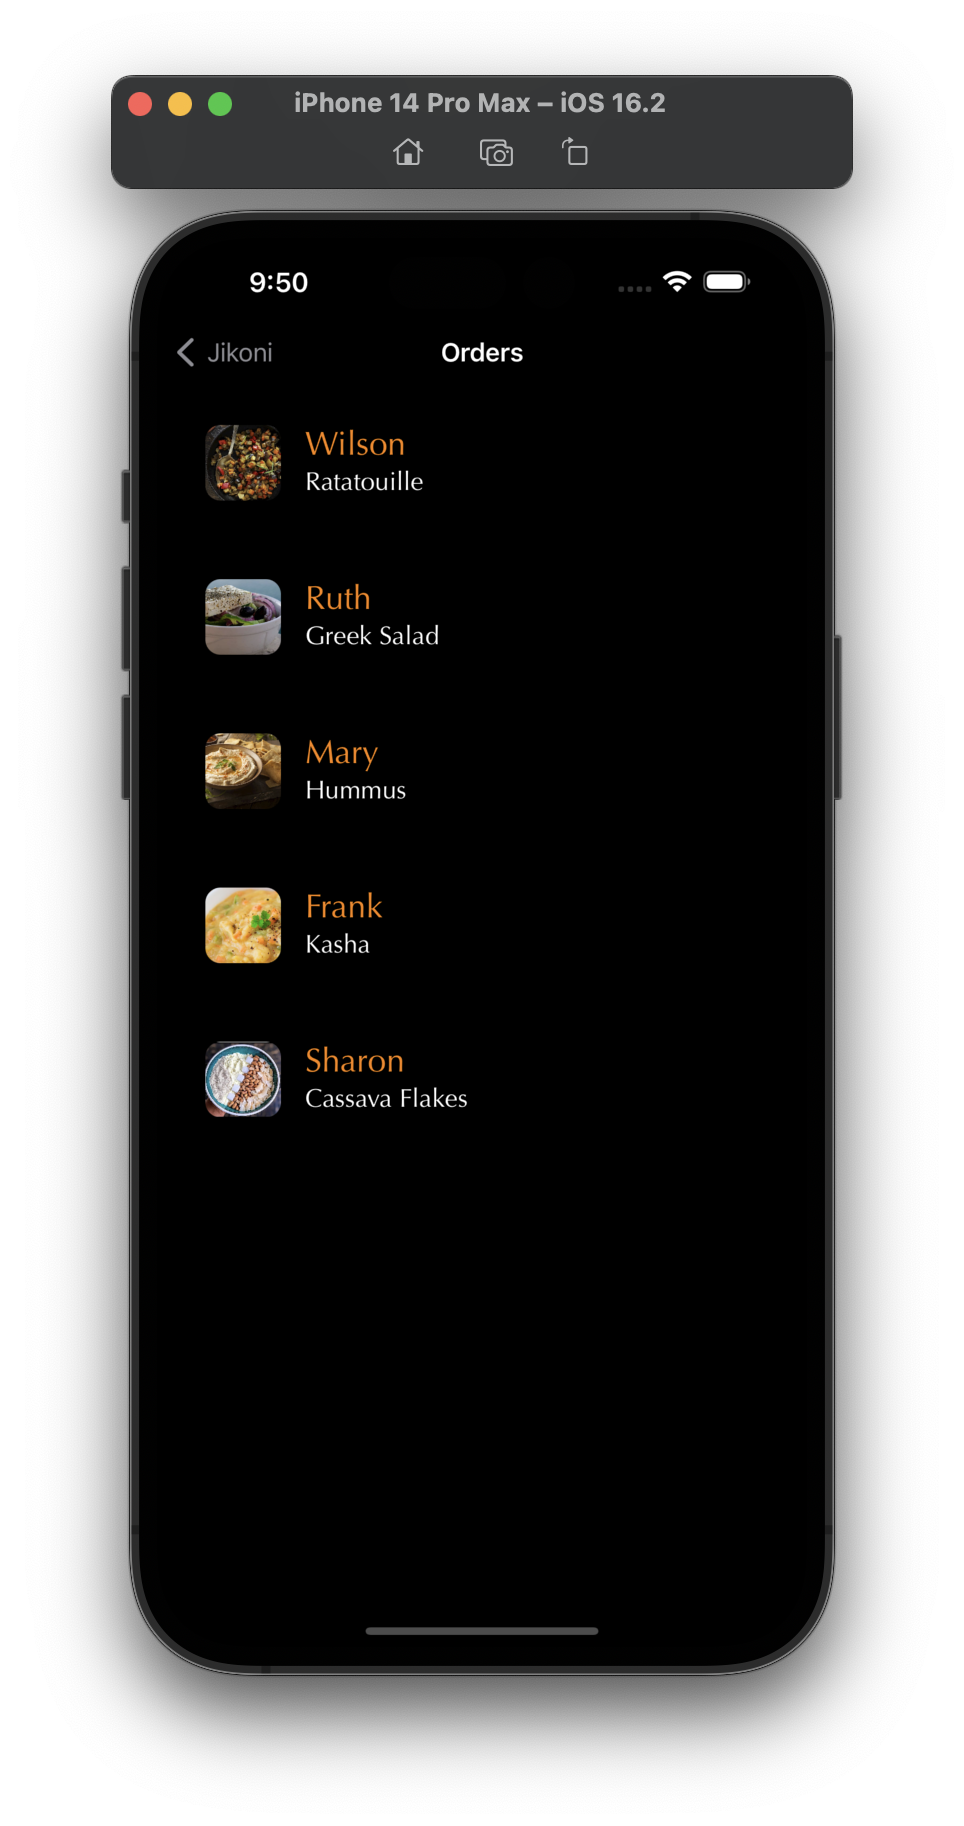 iPhone 14 Pro Max – iOS 16.2
9:50
Jikoni
Orders
Wilson
Ratatouille
Ruth
Greek Salad
Mary
Hummus
Frank
Kasha
Sharon
Cassava Flakes